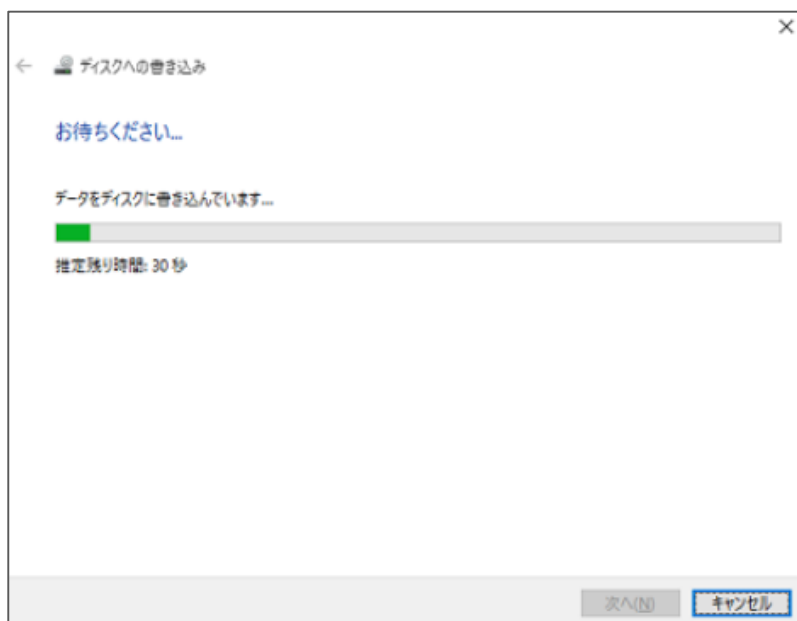 ディスクへの書き込み
お待ちください...
データをディスクに書き込んでいます...
推定残り時間: 30 秒
次へ(N)
キャンセル